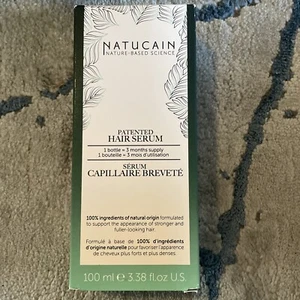 NATUCAIN
NATURE-BASED SCIENCE
PATENTED
HAIR SERUM
1 bottle = 3 months supply
1 bouteille = 3 mois d'utilisation
SÉRUM
CAPILLAIRE BREVETÉ
100% ingredients of natural origin formulated
to support the appearance of stronger and
fuller-looking hair.
Formulé à base de 100% d'ingrédients
d'origine naturelle pour favoriser l'apparence
de cheveux plus forts et plus denses.
100 ml ℮ 3.38 fl.oz U.S.